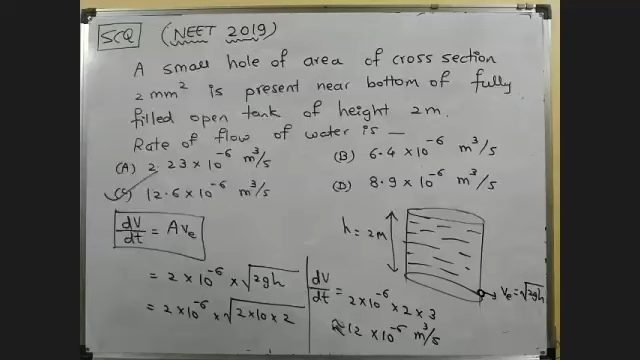 SCQ (NEET 2019)
A small hole of area of cross section
2 mm² is present near bottom of fully
filled open tank of height 2m.
Rate of flow of water is —
(A) 2.23 × 10⁻⁶ m³/s (B) 6.4 × 10⁻⁶ m³/s
(C) 12.6 × 10⁻⁶ m³/s (D) 8.9 × 10⁻⁶ m³/s
dV/dt = A Ve
= 2 × 10⁻⁶ × √2gh
= 2 × 10⁻⁶ × √2×10×2
dV/dt = 2×10⁻⁶ × 2 × 3
≈ 12 × 10⁻⁶ m³/s
h = 2m
Ve = √2gh